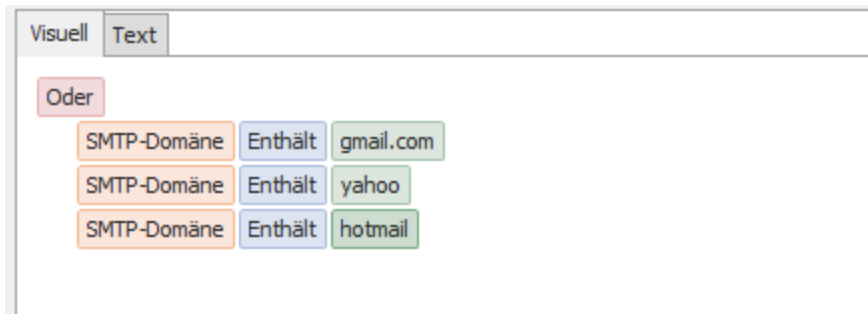 Visuell Text
Oder
SMTP-Domäne Enthält gmail.com
SMTP-Domäne Enthält yahoo
SMTP-Domäne Enthält hotmail